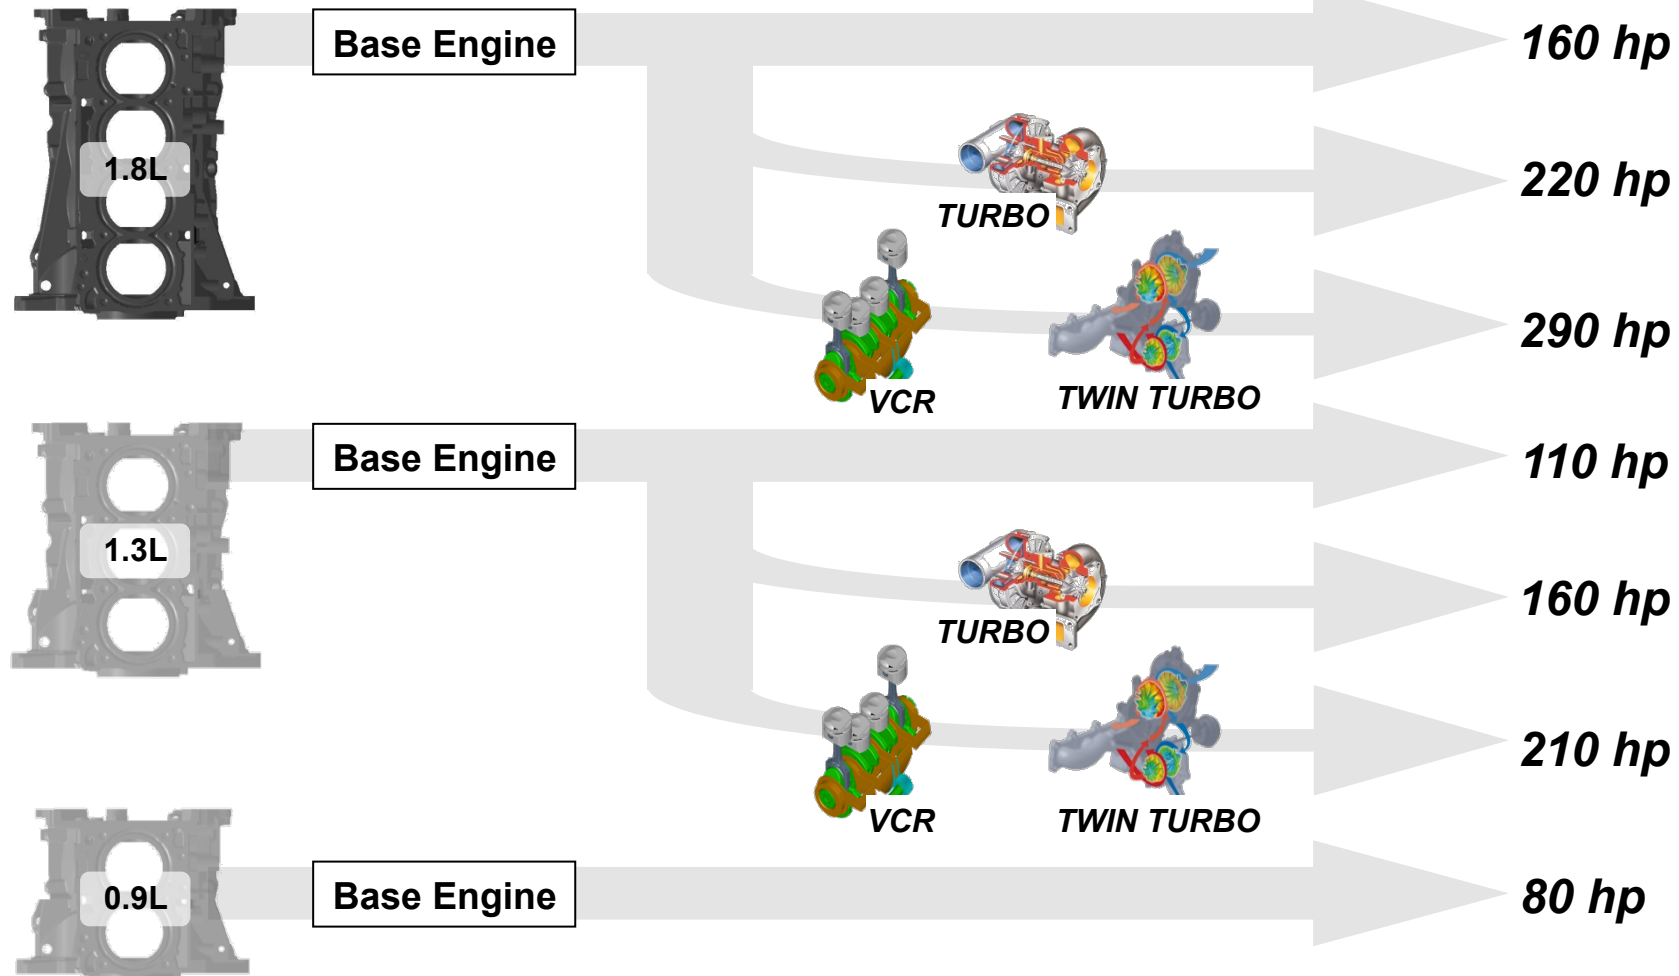 Base Engine
160 hp
1.8L
TURBO
220 hp
VCR
TWIN TURBO
290 hp
Base Engine
110 hp
1.3L
TURBO
160 hp
VCR
TWIN TURBO
210 hp
0.9L
Base Engine
80 hp